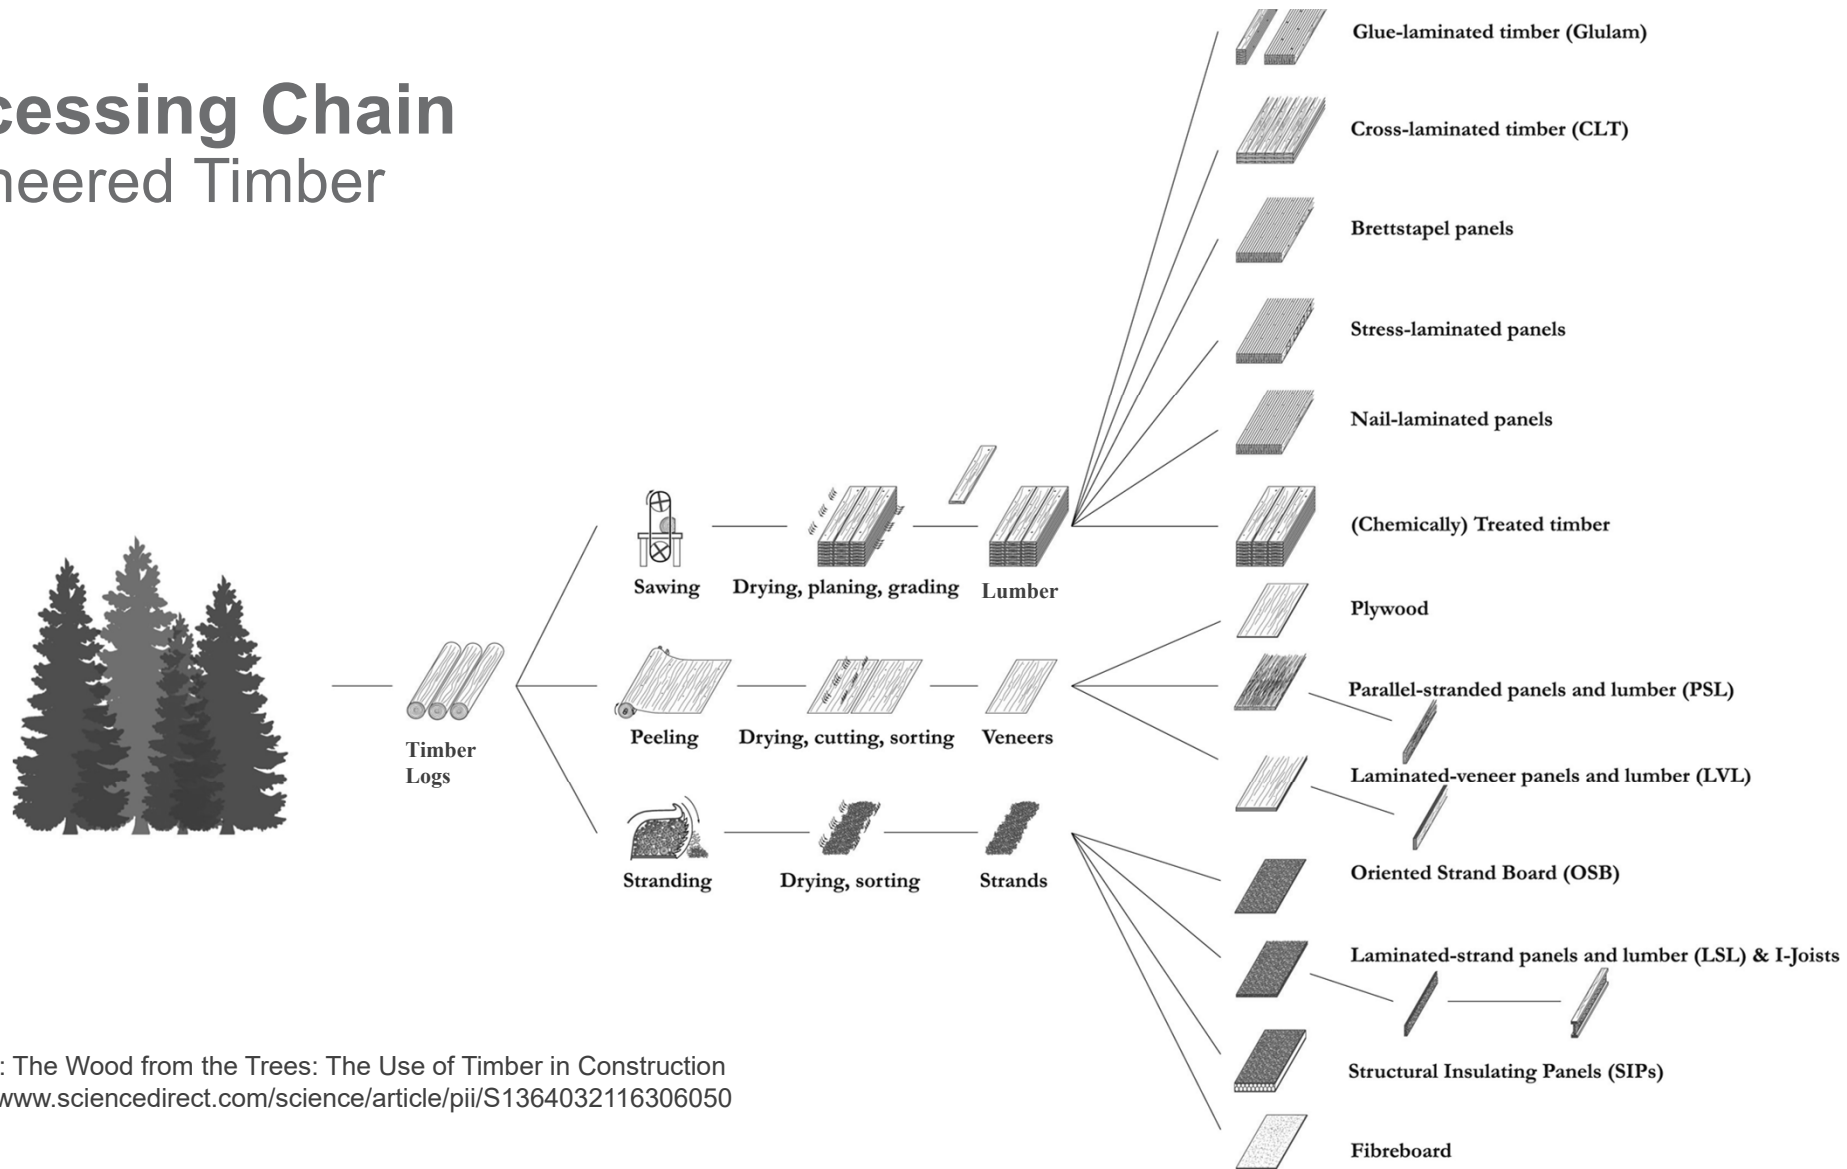 cessing Chain
neered Timber
Glue-laminated timber (Glulam)
Cross-laminated timber (CLT)
Brettstapel panels
Stress-laminated panels
Nail-laminated panels
(Chemically) Treated timber
Sawing
Drying, planing, grading
Lumber
Plywood
Parallel-stranded panels and lumber (PSL)
Timber
Logs
Peeling
Drying, cutting, sorting
Veneers
Laminated-veneer panels and lumber (LVL)
Stranding
Drying, sorting
Strands
Oriented Strand Board (OSB)
Laminated-strand panels and lumber (LSL) & I-Joists
Structural Insulating Panels (SIPs)
Fibreboard
: The Wood from the Trees: The Use of Timber in Construction
www.sciencedirect.com/science/article/pii/S1364032116306050